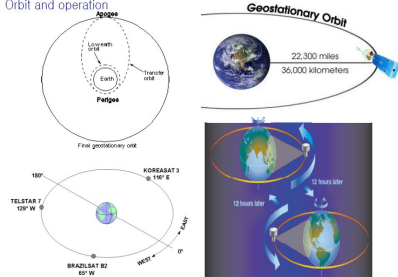 Orbit and operation
Apogee
Low earth
orbit
Transfer
orbit
Earth
Perigee
Final geostationary orbit
Geostationary Orbit
22,300 miles
36,000 kilometers
180°
KOREASAT 3
116° E
TELSTAR 7
129° W
EAST
WEST
0°
BRAZILSAT B2
65° W
12 hours later
12 hours later